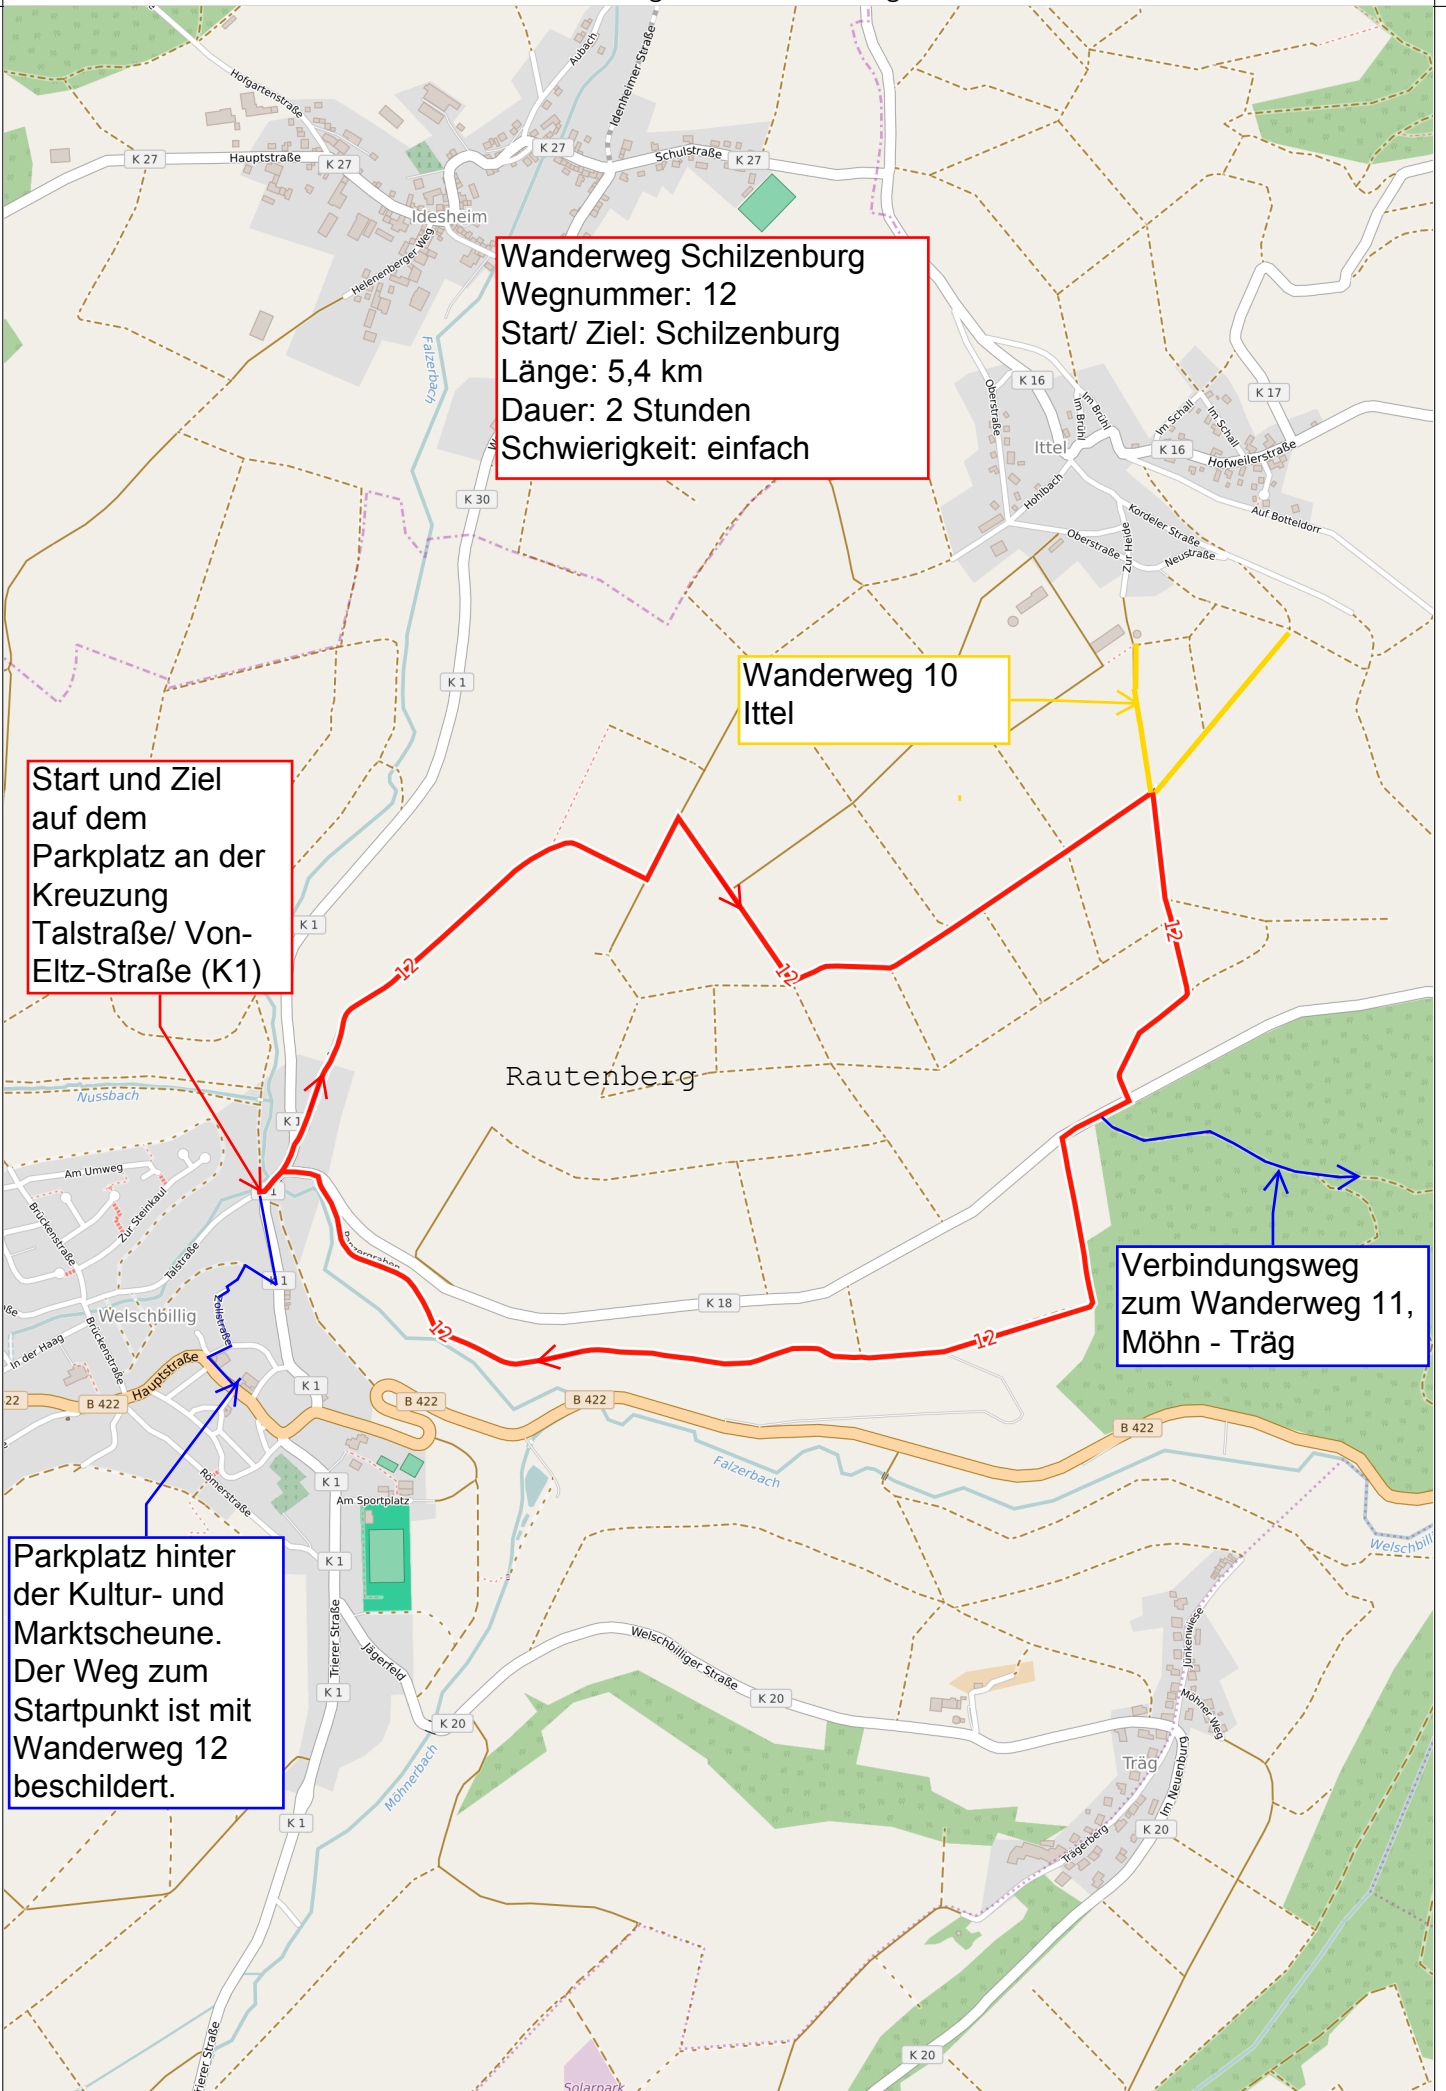 Aubach
Idenheimer Straße
Hofgartenstraße
K 27
Hauptstraße
K 27
K 27
Schulstraße
K 27
Idesheim
Helenenberger Weg
Falzerbach
Wanderweg Schilzenburg
Wegnummer: 12
Start/ Ziel: Schilzenburg
Länge: 5,4 km
Dauer: 2 Stunden
Schwierigkeit: einfach
K 16
Oberstraße
Im Brühl
Im Brühl
Im Schall
Im Schall
K 17
Ittel
K 16
Hofweilerstraße
Hohlbach
K 30
Kordeler Straße
Auf Botteldorr
Oberstraße
Zur Heide
Neustraße
K 1
Wanderweg 10
Ittel
Start und Ziel
auf dem
Parkplatz an der
Kreuzung
Talstraße/ Von-
Eltz-Straße (K1)
K 1
12
12
12
Rautenberg
Nussbach
K 1
Am Umweg
Zur Steinkaul
Brückenstraße
Talstraße
1
Panzergraben
K 1
K 18
Zollstraße
Welschbillig
Brückenstraße
In der Haag
12
12
Verbindungsweg
zum Wanderweg 11,
Möhn - Träg
Hauptstraße
K 1
22
B 422
B 422
B 422
B 422
Falzerbach
Römerstraße
K 1
Am Sportplatz
K 1
Parkplatz hinter
der Kultur- und
Marktscheune.
Der Weg zum
Startpunkt ist mit
Wanderweg 12
beschildert.
Trierer Straße
Jägerfeld
K 1
K 20
Möhnerbach
K 1
Welschbilliger Straße
K 20
Jünkenwiese
Möhner Weg
Träg
Im Neuenburg
Trägerberg
K 20
K 20
Trierer Straße
Solarpark